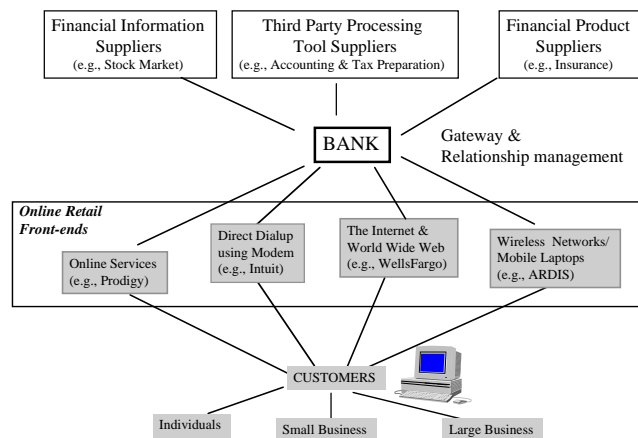 Financial Information
Suppliers
(e.g., Stock Market)
Third Party Processing
Tool Suppliers
(e.g., Accounting & Tax Preparation)
Financial Product
Suppliers
(e.g., Insurance)
BANK
Gateway &
Relationship management
Online Retail
Front-ends
Online Services
(e.g., Prodigy)
Direct Dialup
using Modem
(e.g., Intuit)
The Internet &
World Wide Web
(e.g., WellsFargo)
Wireless Networks/
Mobile Laptops
(e.g., ARDIS)
CUSTOMERS
Individuals
Small Business
Large Business